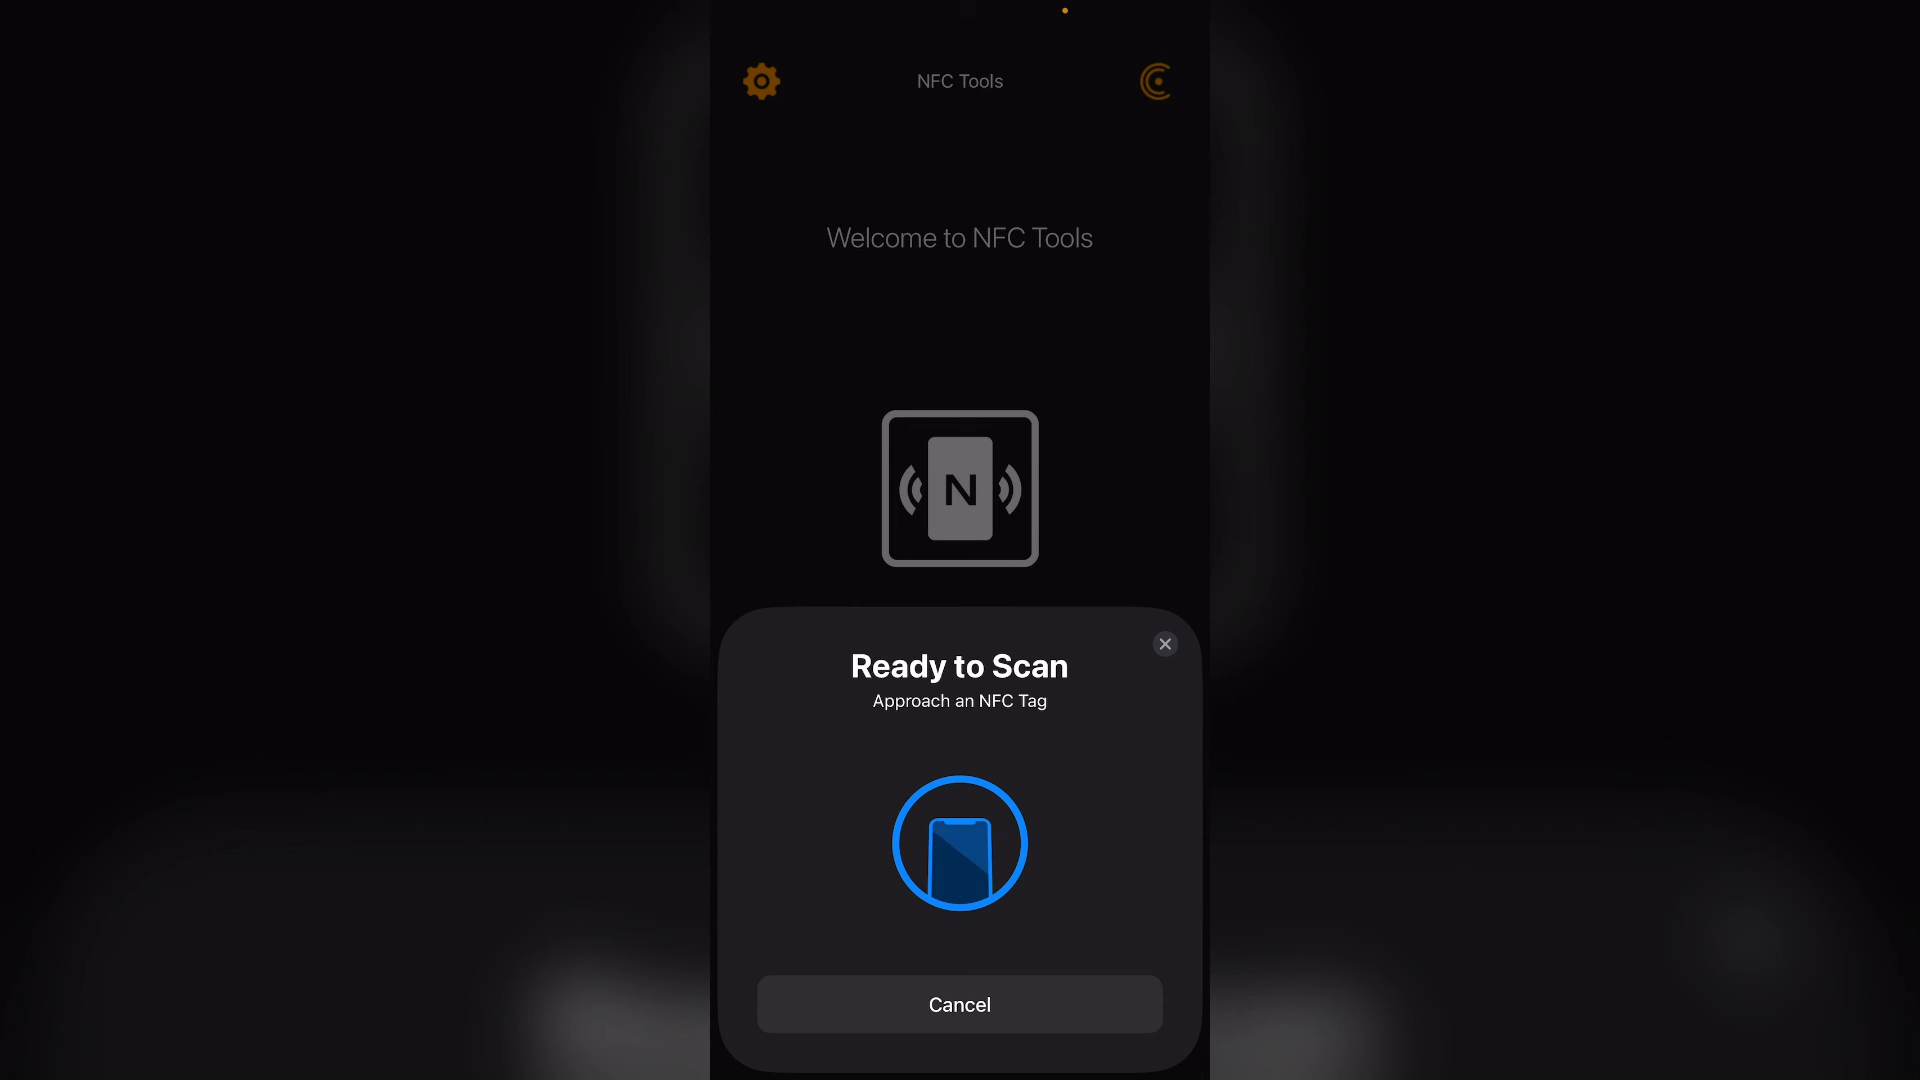 NFC Tools
Welcome to NFC Tools
N
Ready to Scan
Approach an NFC Tag
Cancel